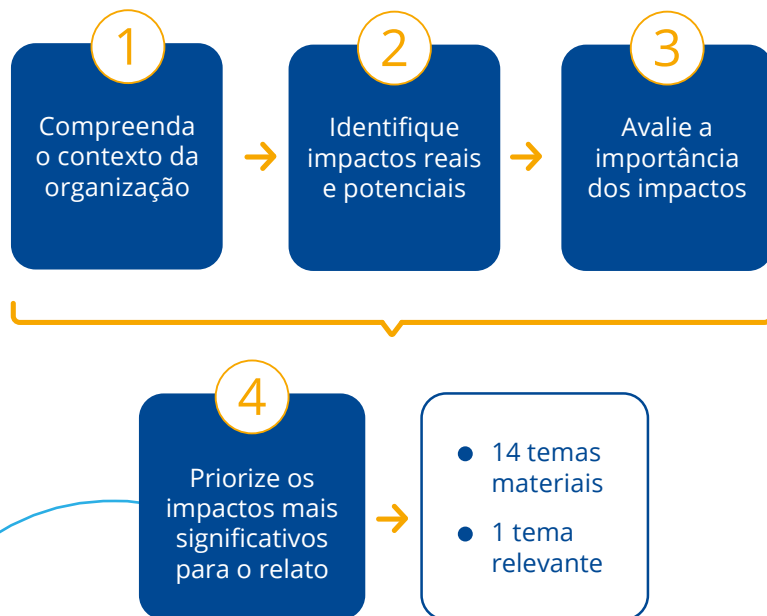 1
Compreenda
o contexto da
organização
2
Identifique
impactos reais
e potenciais
3
Avalie a
importância
dos impactos
4
Priorize os
impactos mais
significativos
para o relato
● 14 temas
materiais
● 1 tema
relevante